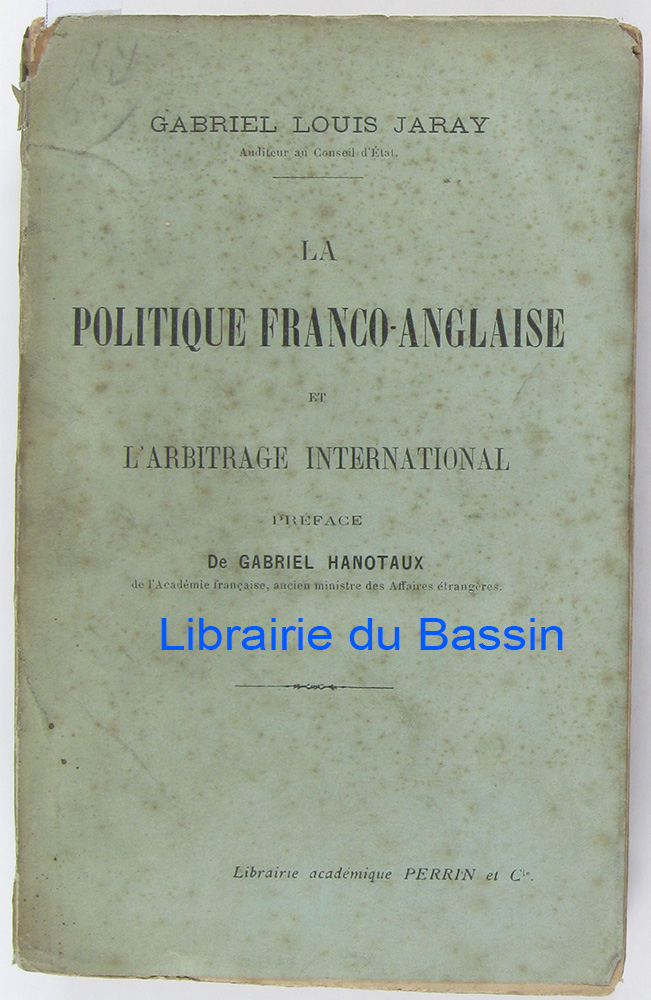 GABRIEL LOUIS JARAY
Auditeur au Conseil d'État.
LA
POLITIQUE FRANCO-ANGLAISE
ET
L'ARBITRAGE INTERNATIONAL
PRÉFACE
De GABRIEL HANOTAUX
de l'Académie française, ancien ministre des Affaires étrangères.
Librairie du Bassin
Librairie académique PERRIN et Cie.